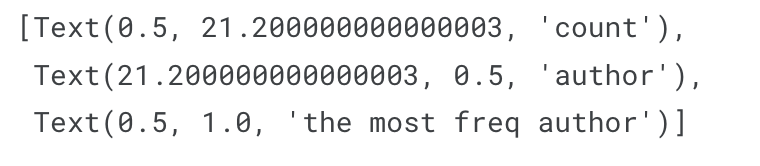 [Text(0.5, 21.200000000000003, 'count'),
Text(21.200000000000003, 0.5, 'author'),
Text(0.5, 1.0, 'the most freq author')]